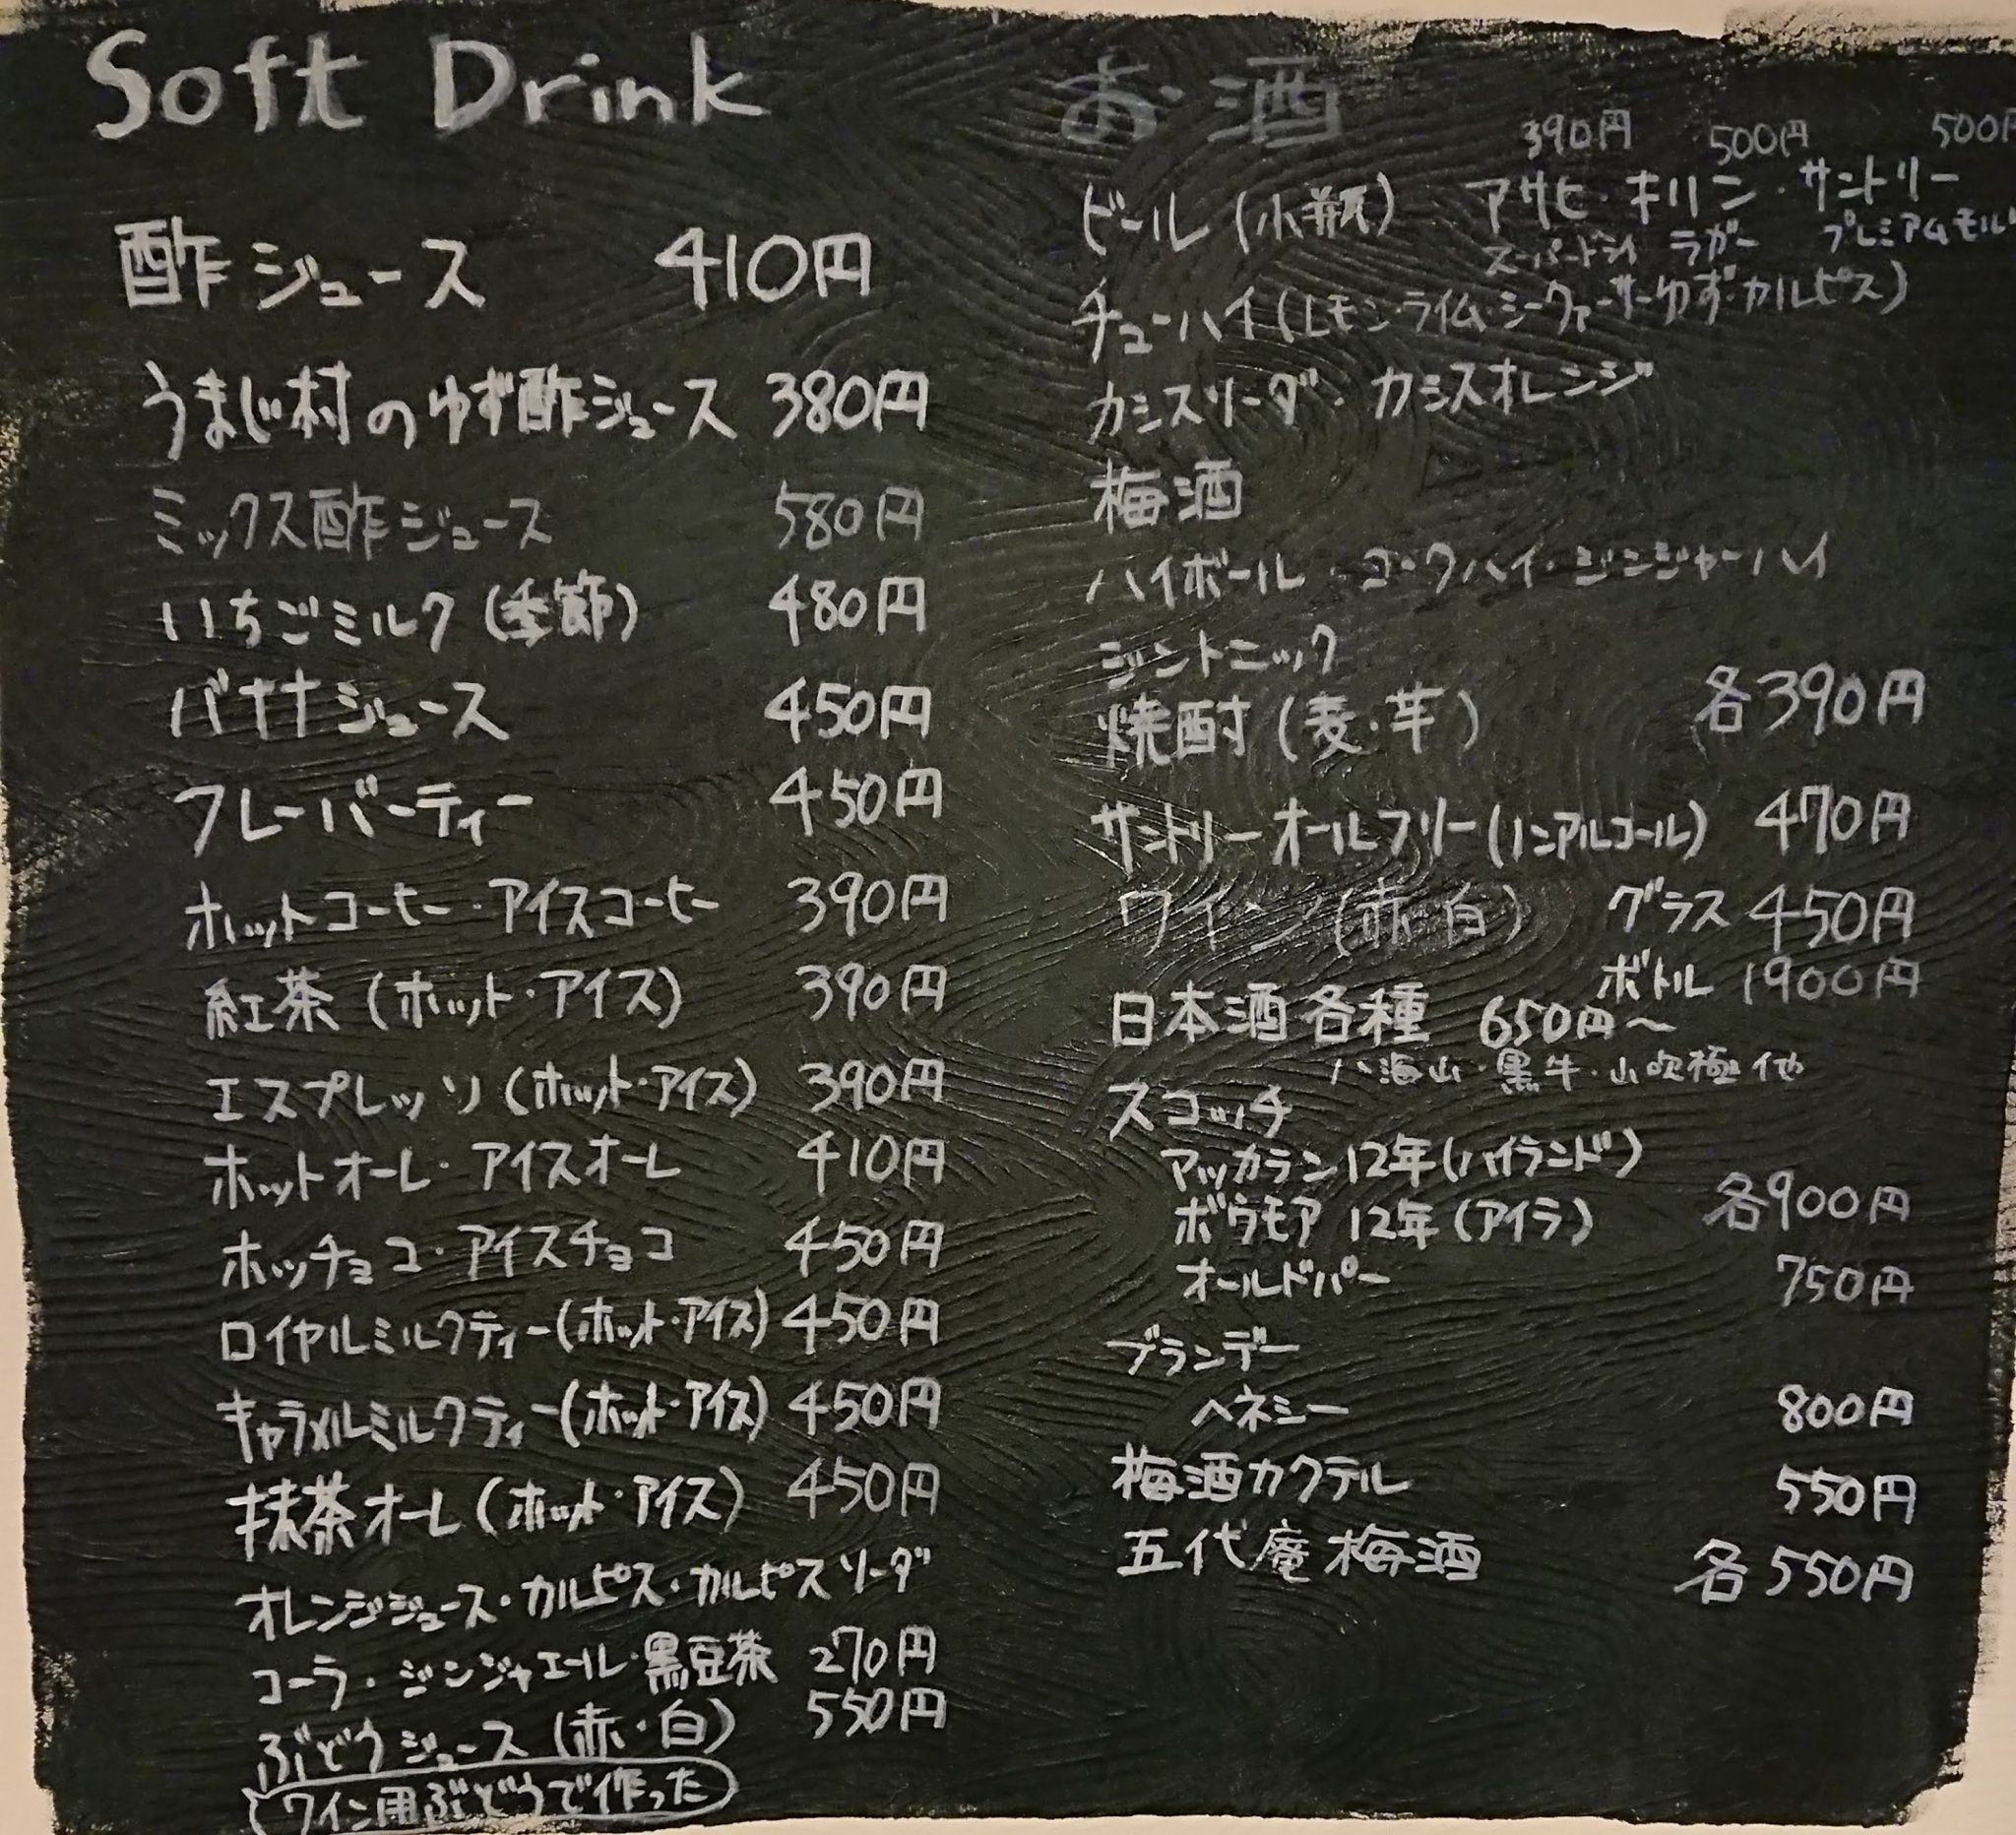 Soft Drink
酢ジュース 410円
うまじ村のゆず酢ジュース 380円
ミックス酢ジュース 580円
いちごミルク (季節) 480円
バナナジュース 450円
フレーバーティー 450円
ホットコーヒー・アイスコーヒー 390円
紅茶 (ホット・アイス) 390円
エスプレッソ (ホット・アイス) 390円
ホットオーレ・アイスオーレ 410円
ホッチョコ・アイスチョコ 450円
ロイヤルミルクティー(ホット・アイス) 450円
キャラメルミルクティー(ホット・アイス) 450円
抹茶オーレ(ホット・アイス) 450円
オレンジジュース・カルピス・カルピスソーダ
コーラ・ジンジャエール・黒豆茶 270円
ぶどうジュース (赤・白) 550円
(ワイン用ぶどうで作った)
お酒
390円 500円 500円
ビール (小瓶) アサヒ・キリン・サントリー
スーパードライ ラガー プレミアムモル
チューハイ(レモン・ライム・シークァーサー・ゆず・カルピス)
カシスソーダ・カシスオレンジ
梅酒
ハイボール・コークハイ・ジンジャーハイ
ジントニック
焼酎 (麦・芋) 各390円
サントリーオールフリー(ノンアルコール) 470円
ワイン (赤・白) グラス 450円
ボトル 1900円
日本酒各種 650円〜
八海山・黒牛・山吹極 他
スコッチ
マッカラン12年(ハイランド)
ボウモア 12年 (アイラ) 各900円
オールドパー 750円
ブランデー
ヘネシー 800円
梅酒カクテル 550円
五代庵梅酒 各550円